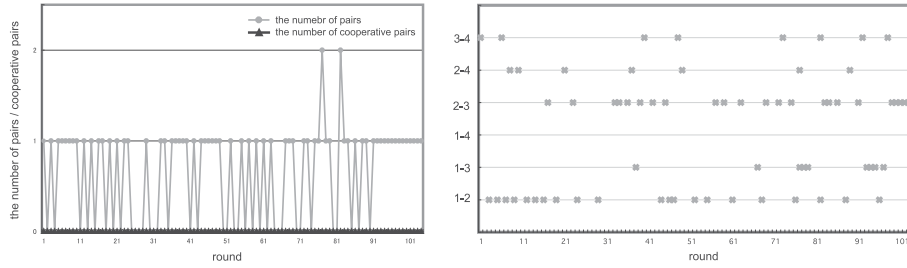 the numebr of pairs
the number of cooperative pairs
the number of pairs / cooperative pairs
2
1
0
1 11 21 31 41 51 61 71 81 91 101
round
3-4
2-4
2-3
1-4
1-3
1-2
1 11 21 31 41 51 61 71 81 91 101
round